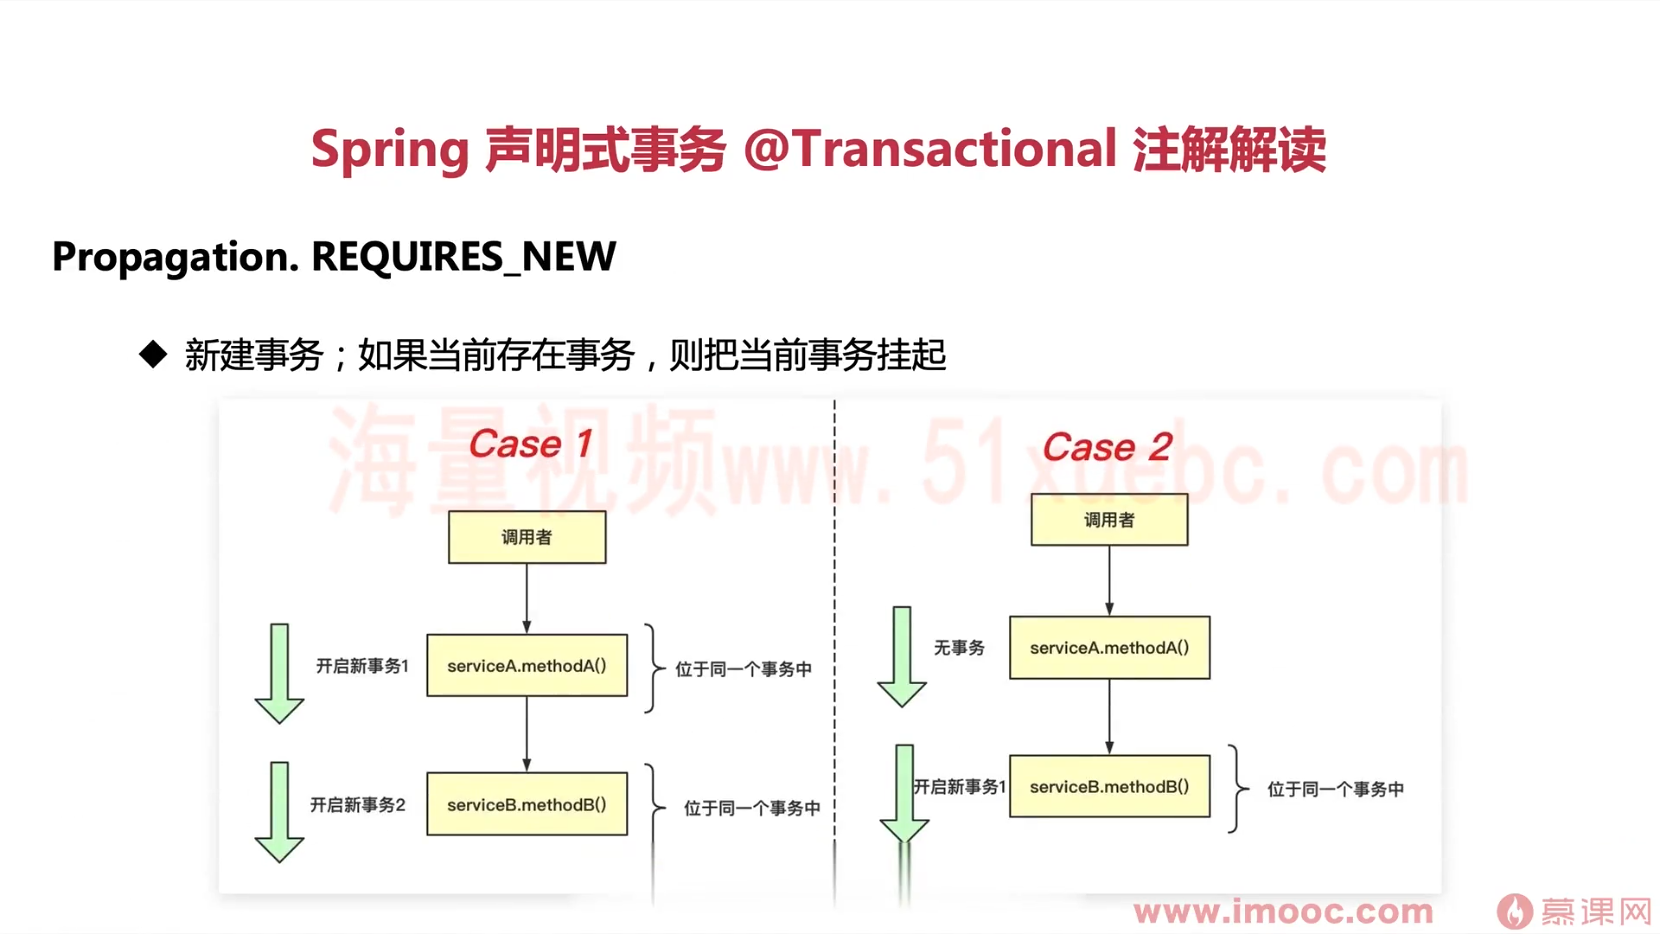 Spring 声明式事务 @Transactional 注解解读
Propagation. REQUIRES_NEW
◆ 新建事务；如果当前存在事务，则把当前事务挂起
海量视频www.51xuebc.com
Case 1
调用者
开启新事务1
serviceA.methodA()
位于同一个事务中
开启新事务2
serviceB.methodB()
位于同一个事务中
Case 2
调用者
无事务
serviceA.methodA()
开启新事务1
serviceB.methodB()
位于同一个事务中
www.imooc.com
慕课网